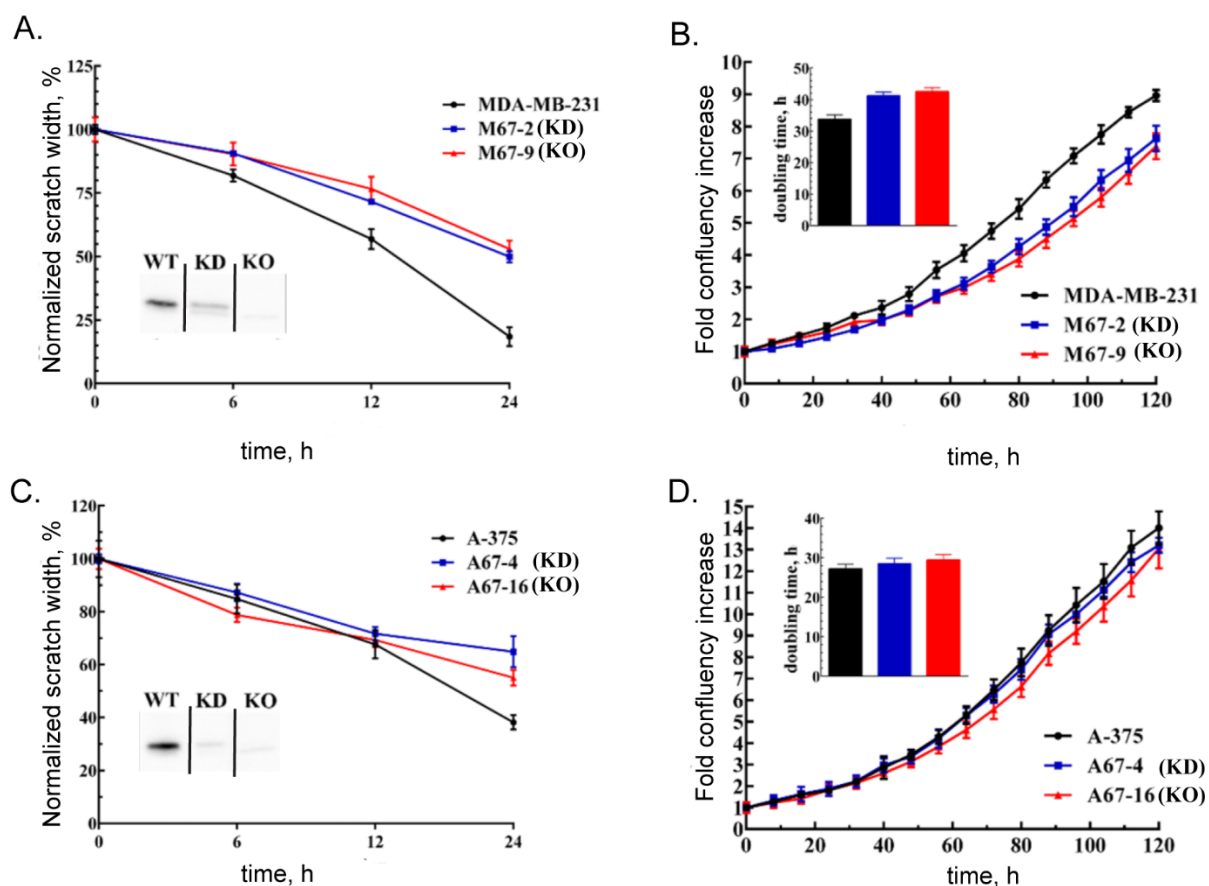 A.
Normalized scratch width, %
125
100
75
50
25
0
0 6 12 24
time, h
MDA-MB-231
M67-2 (KD)
M67-9 (KO)
WT KD KO
B.
Fold confluency increase
10
9
8
7
6
5
4
3
2
1
0
0 20 40 60 80 100 120
time, h
doubling time, h
50
40
30
20
10
0
MDA-MB-231
M67-2 (KD)
M67-9 (KO)
C.
Normalized scratch width, %
120
100
80
60
40
20
0
0 6 12 24
time, h
A-375
A67-4 (KD)
A67-16 (KO)
WT KD KO
D.
Fold confluency increase
15
14
13
12
11
10
9
8
7
6
5
4
3
2
1
0
0 20 40 60 80 100 120
time, h
doubling time, h
40
30
20
10
0
A-375
A67-4 (KD)
A67-16 (KO)